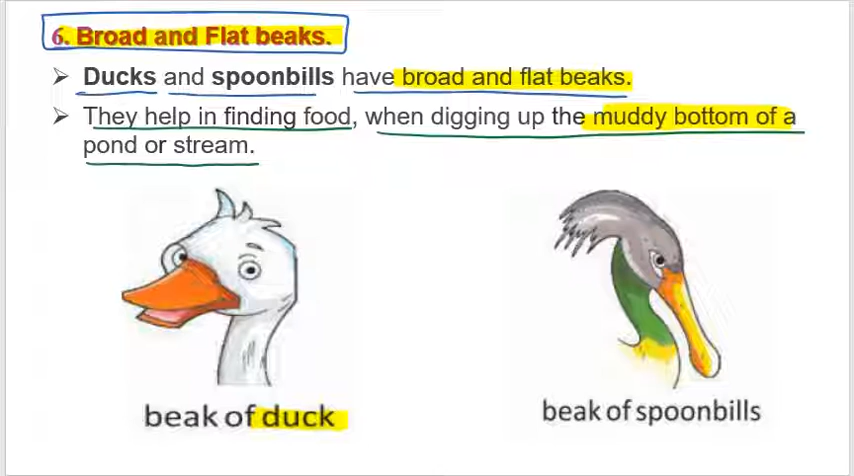 6. Broad and Flat beaks.
➢ Ducks and spoonbills have broad and flat beaks.
➢ They help in finding food, when digging up the muddy bottom of a
pond or stream.
beak of duck
beak of spoonbills